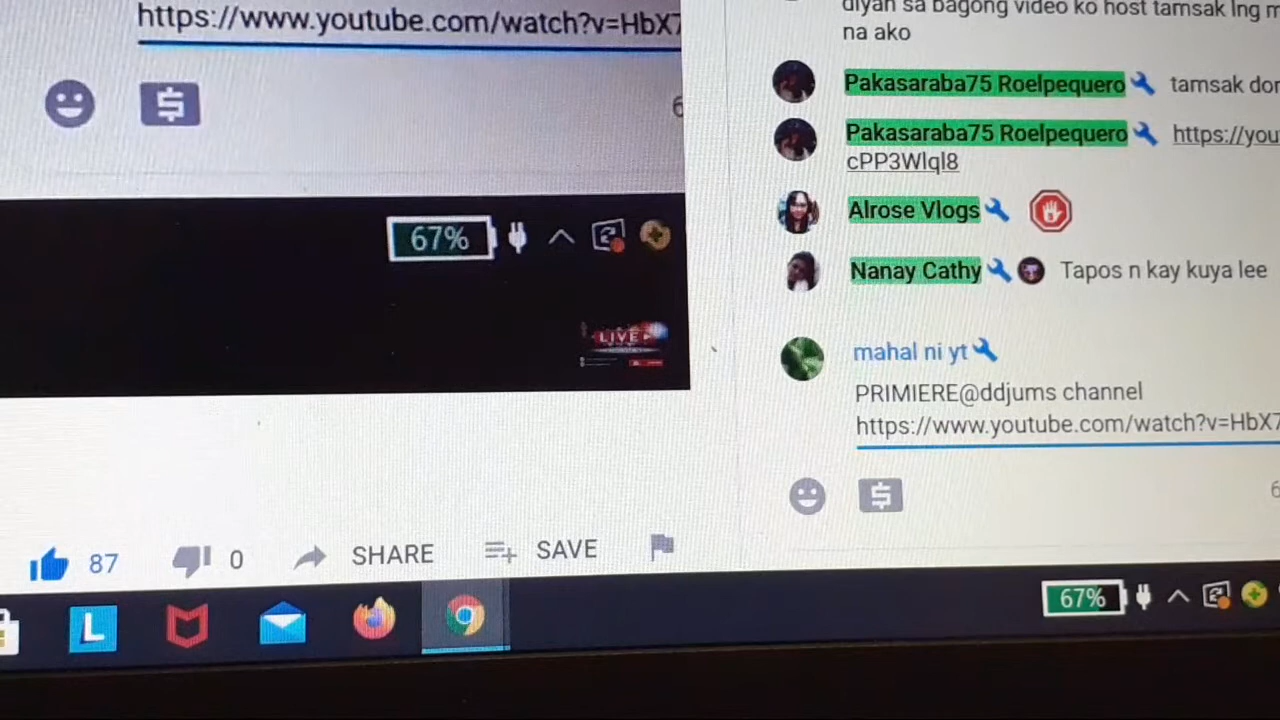 https://www.youtube.com/watch?v=HbX7
67%
LIVE
diyan sa bagong video ko host tamsak lng m
na ako
Pakasaraba75 Roelpequero tamsak don
Pakasaraba75 Roelpequero https://you
cPP3Wlql8
Alrose Vlogs
Nanay Cathy Tapos n kay kuya lee
mahal ni yt
PRIMIERE@ddjums channel
https://www.youtube.com/watch?v=HbX7
87 0 SHARE SAVE
L
67%